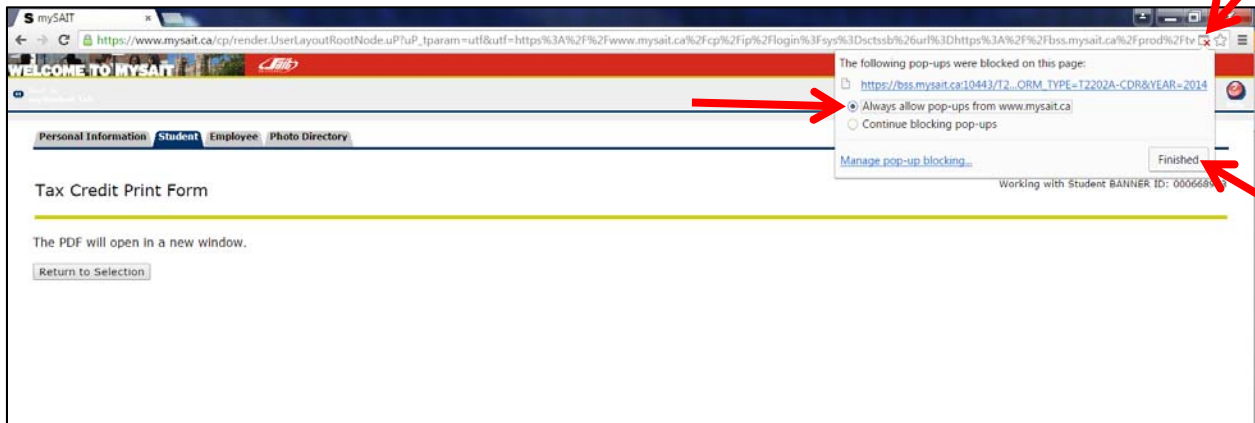 mySAIT
https://www.mysait.ca/cp/render.UserLayoutRootNode.uP?uP_tparam=utf&utf=https%3A%2F%2Fwww.mysait.ca%2Fcp%2Fip%2Flogin%3Fsys%3Dsctssb%26url%3Dhttps%3A%2F%2Fbss.mysait.ca%2Fprod%2Ftw
WELCOME TO MYSAIT
The following pop-ups were blocked on this page:
https://bss.mysait.ca:10443/T2...ORM_TYPE=T2202A-CDR&YEAR=2014
Always allow pop-ups from www.mysait.ca
Continue blocking pop-ups
Manage pop-up blocking...
Finished
Personal Information Student Employee Photo Directory
Tax Credit Print Form
Working with Student BANNER ID:
The PDF will open in a new window.
Return to Selection